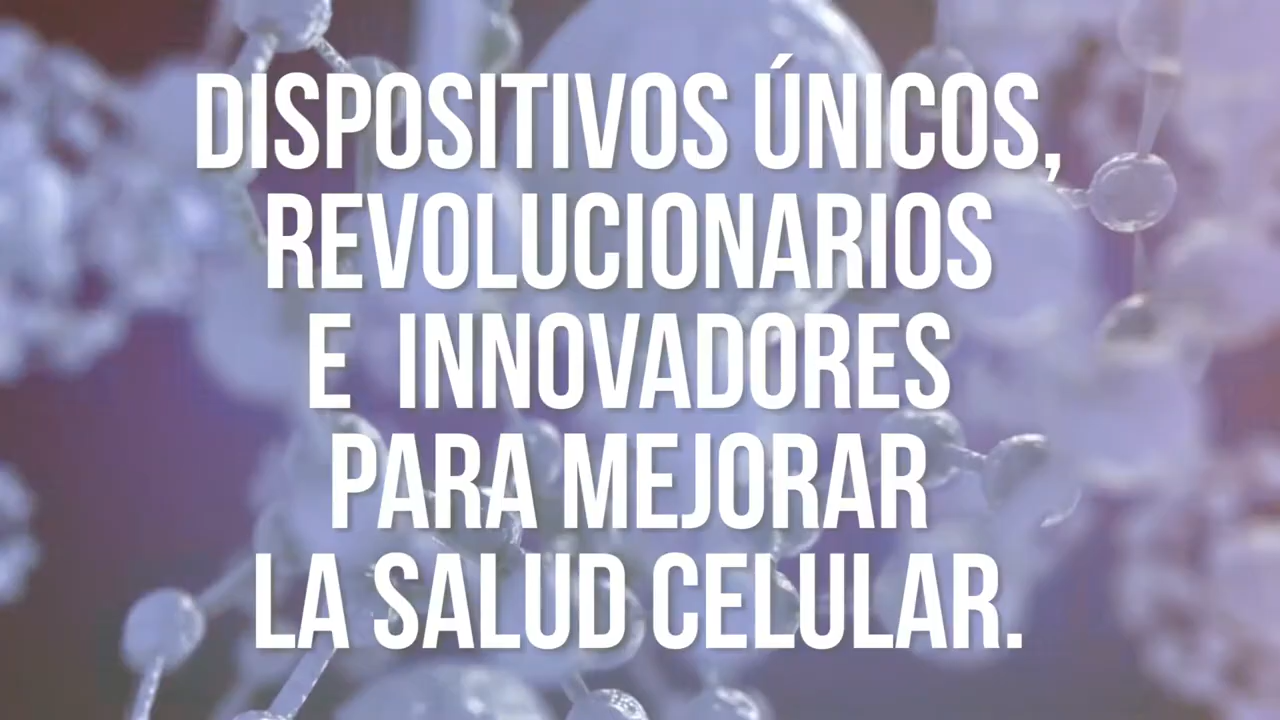 DISPOSITIVOS ÚNICOS,
REVOLUCIONARIOS
E INNOVADORES
PARA MEJORAR
LA SALUD CELULAR.